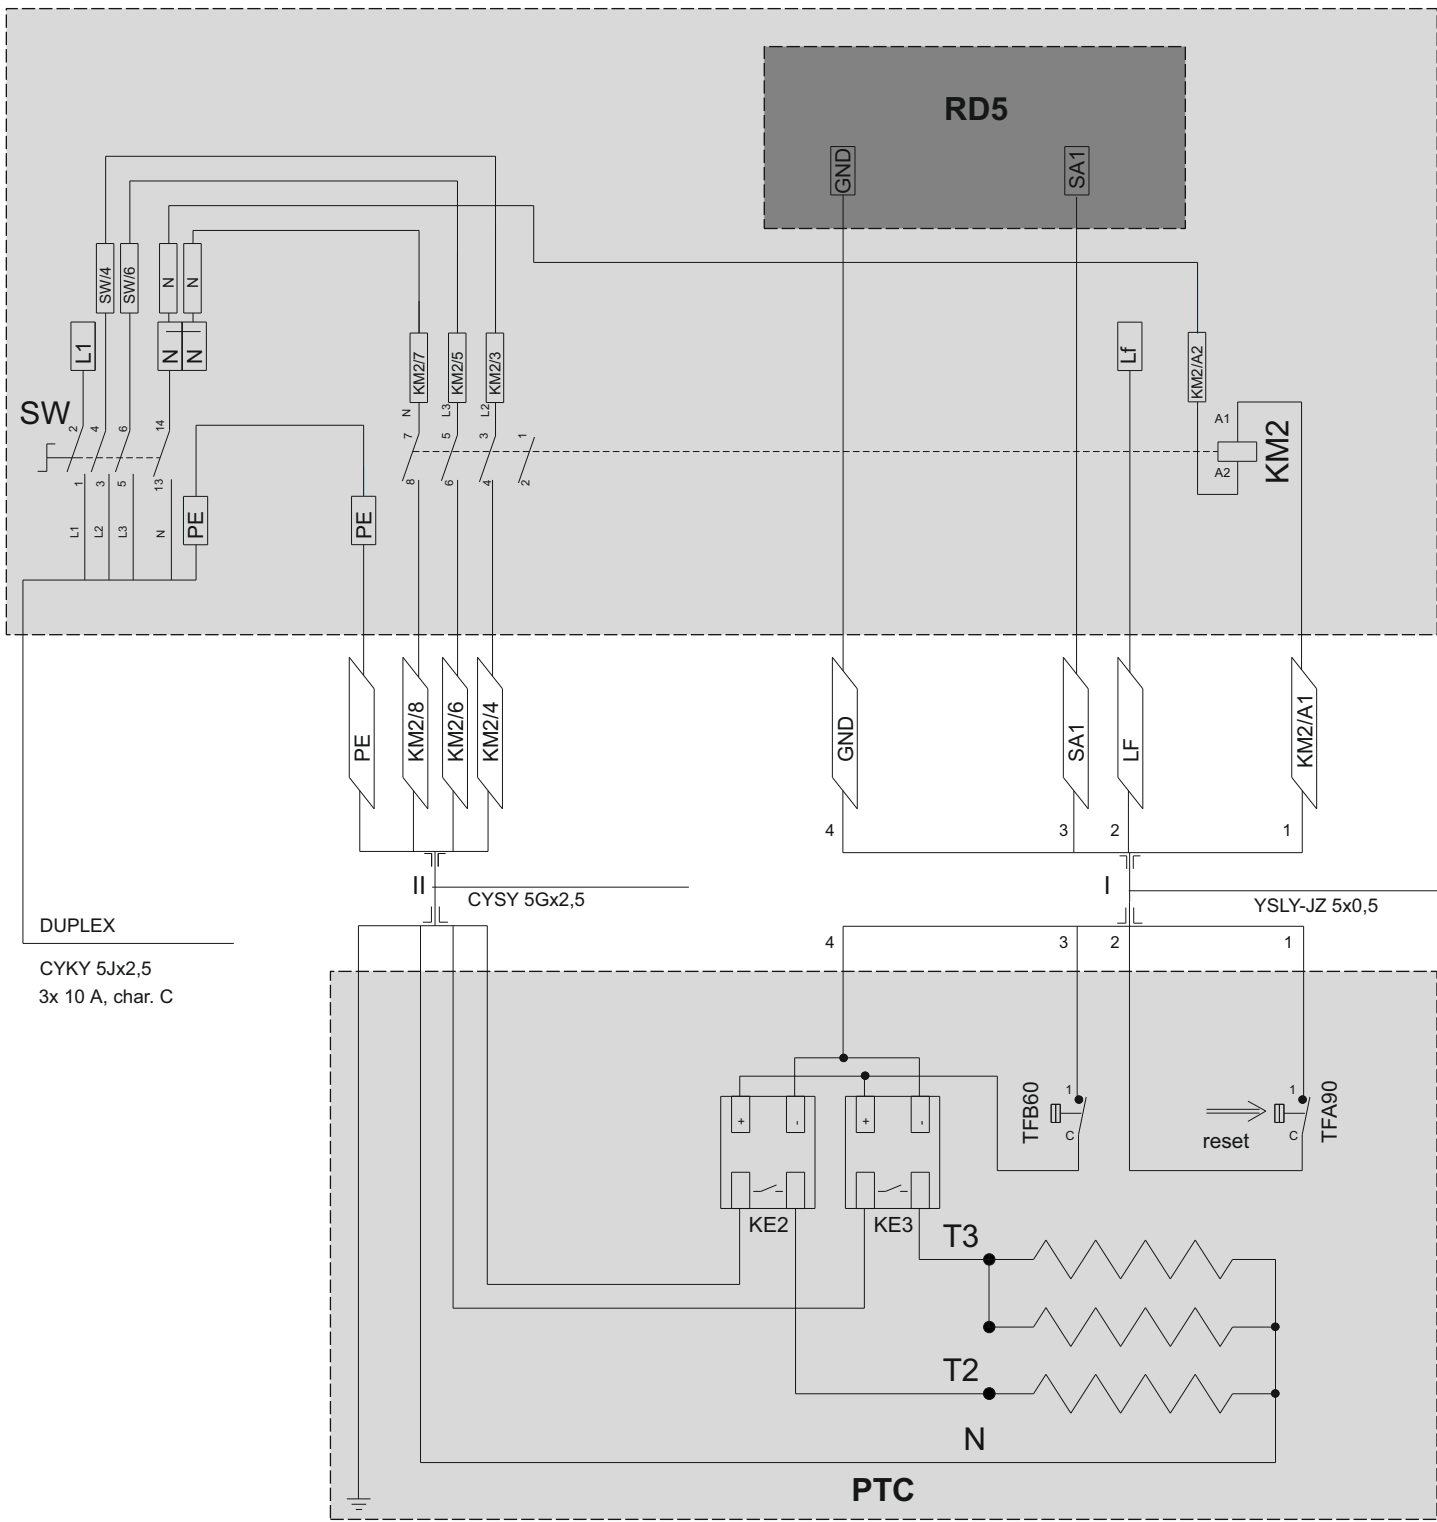 RD5
GND
SA1
SW/4
SW/6
N
N
L1
N
N
KM2/7
KM2/5
KM2/3
Lf
KM2/A2
SW
2
4
6
14
N
L3
L2
7
5
3
1
A1
A2
KM2
1
3
5
13
8
6
4
2
L1
L2
L3
N
PE
PE
PE
KM2/8
KM2/6
KM2/4
GND
SA1
LF
KM2/A1
4
3
2
1
II
CYSY 5Gx2,5
I
YSLY-JZ 5x0,5
DUPLEX
CYKY 5Jx2,5
3x 10 A, char. C
4
3
2
1
+
-
+
-
TFB60
1
C
reset
1
C
TFA90
KE2
KE3
T3
T2
N
PTC